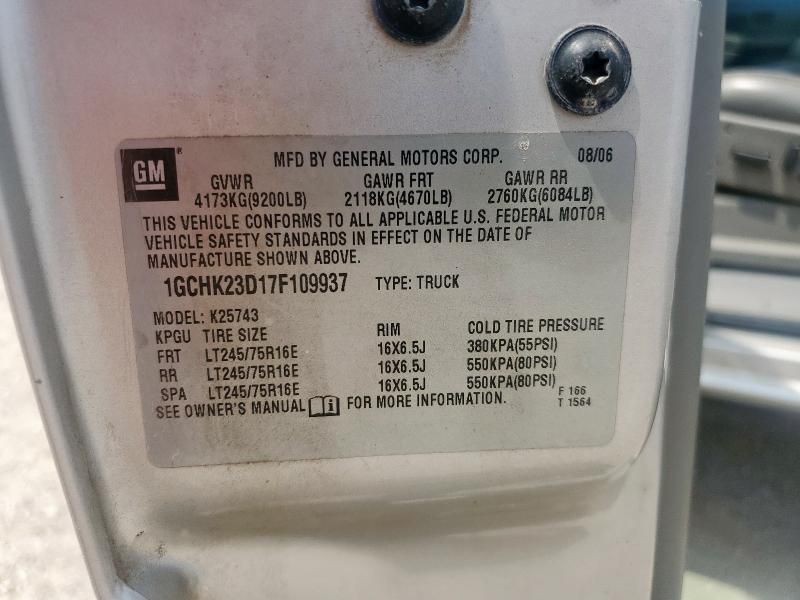 GM ® MFD BY GENERAL MOTORS CORP. 08/06
GVWR GAWR FRT GAWR RR
4173KG(9200LB) 2118KG(4670LB) 2760KG(6084LB)
THIS VEHICLE CONFORMS TO ALL APPLICABLE U.S. FEDERAL MOTOR
VEHICLE SAFETY STANDARDS IN EFFECT ON THE DATE OF
MANUFACTURE SHOWN ABOVE.
1GCHK23D17F109937 TYPE: TRUCK
MODEL: K25743
KPGU TIRE SIZE RIM COLD TIRE PRESSURE
FRT LT245/75R16E 16X6.5J 380KPA(55PSI)
RR LT245/75R16E 16X6.5J 550KPA(80PSI)
SPA LT245/75R16E 16X6.5J 550KPA(80PSI)
SEE OWNER'S MANUAL FOR MORE INFORMATION.
F 166
T 1564